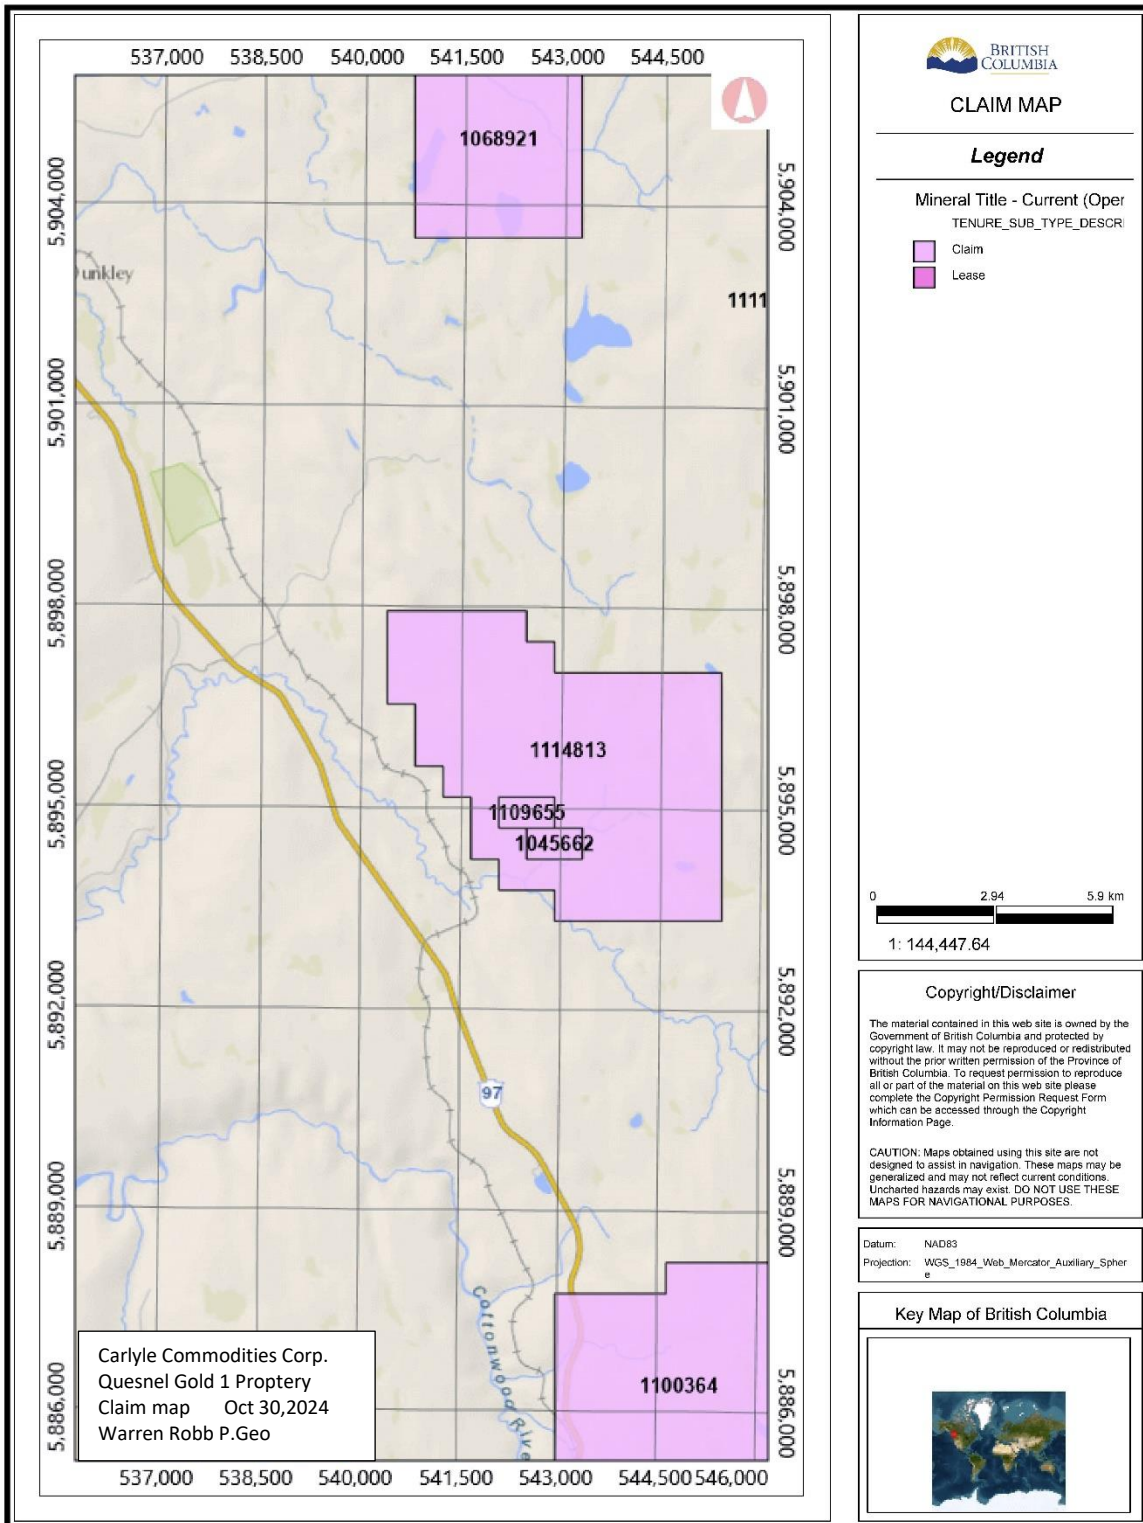 537,000 538,500 540,000 541,500 543,000 544,500
1068921
5,904,000
5,904,000
unkley
1111
5,901,000
5,901,000
5,898,000
5,898,000
1114813
5,895,000
5,895,000
1109655
1045662
5,892,000
5,892,000
97
5,889,000
5,889,000
Cottonwood Rive
1100364
5,886,000
5,886,000
Carlyle Commodities Corp.
Quesnel Gold 1 Proptery
Claim map Oct 30,2024
Warren Robb P.Geo
537,000 538,500 540,000 541,500 543,000 544,500 546,000
BRITISH
COLUMBIA
CLAIM MAP
Legend
Mineral Title - Current (Oper
TENURE_SUB_TYPE_DESCRI
Claim
Lease
0 2.94 5.9 km
1: 144,447.64
Copyright/Disclaimer
The material contained in this web site is owned by the
Government of British Columbia and protected by
copyright law. It may not be reproduced or redistributed
without the prior written permission of the Province of
British Columbia. To request permission to reproduce
all or part of the material on this web site please
complete the Copyright Permission Request Form
which can be accessed through the Copyright
Information Page.
CAUTION: Maps obtained using this site are not
designed to assist in navigation. These maps may be
generalized and may not reflect current conditions.
Uncharted hazards may exist. DO NOT USE THESE
MAPS FOR NAVIGATIONAL PURPOSES.
Datum: NAD83
Projection: WGS_1984_Web_Mercator_Auxiliary_Spher
e
Key Map of British Columbia